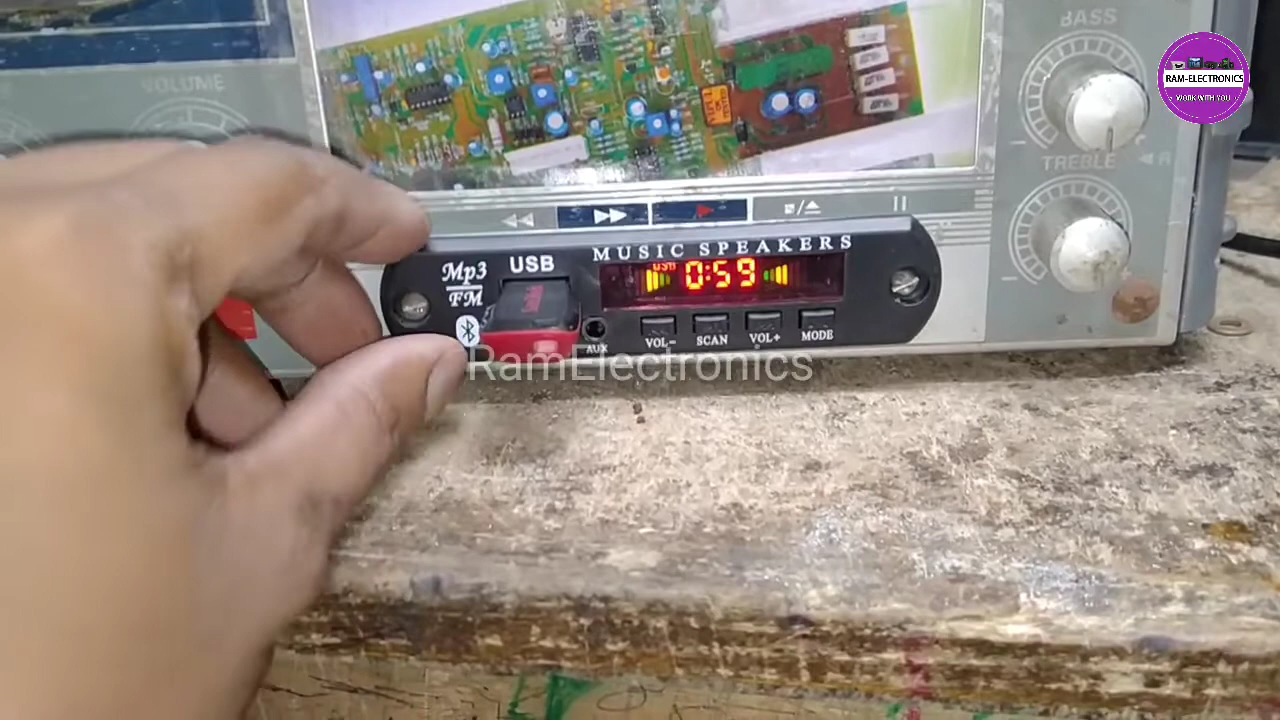 VOLUME
BASS
RAM-ELECTRONICS
WORK WITH YOU
TREBLE
MUSIC SPEAKERS
Mp3
FM
USB
USB
0:59
AUX
VOL-
SCAN
VOL+
MODE
RamElectronics